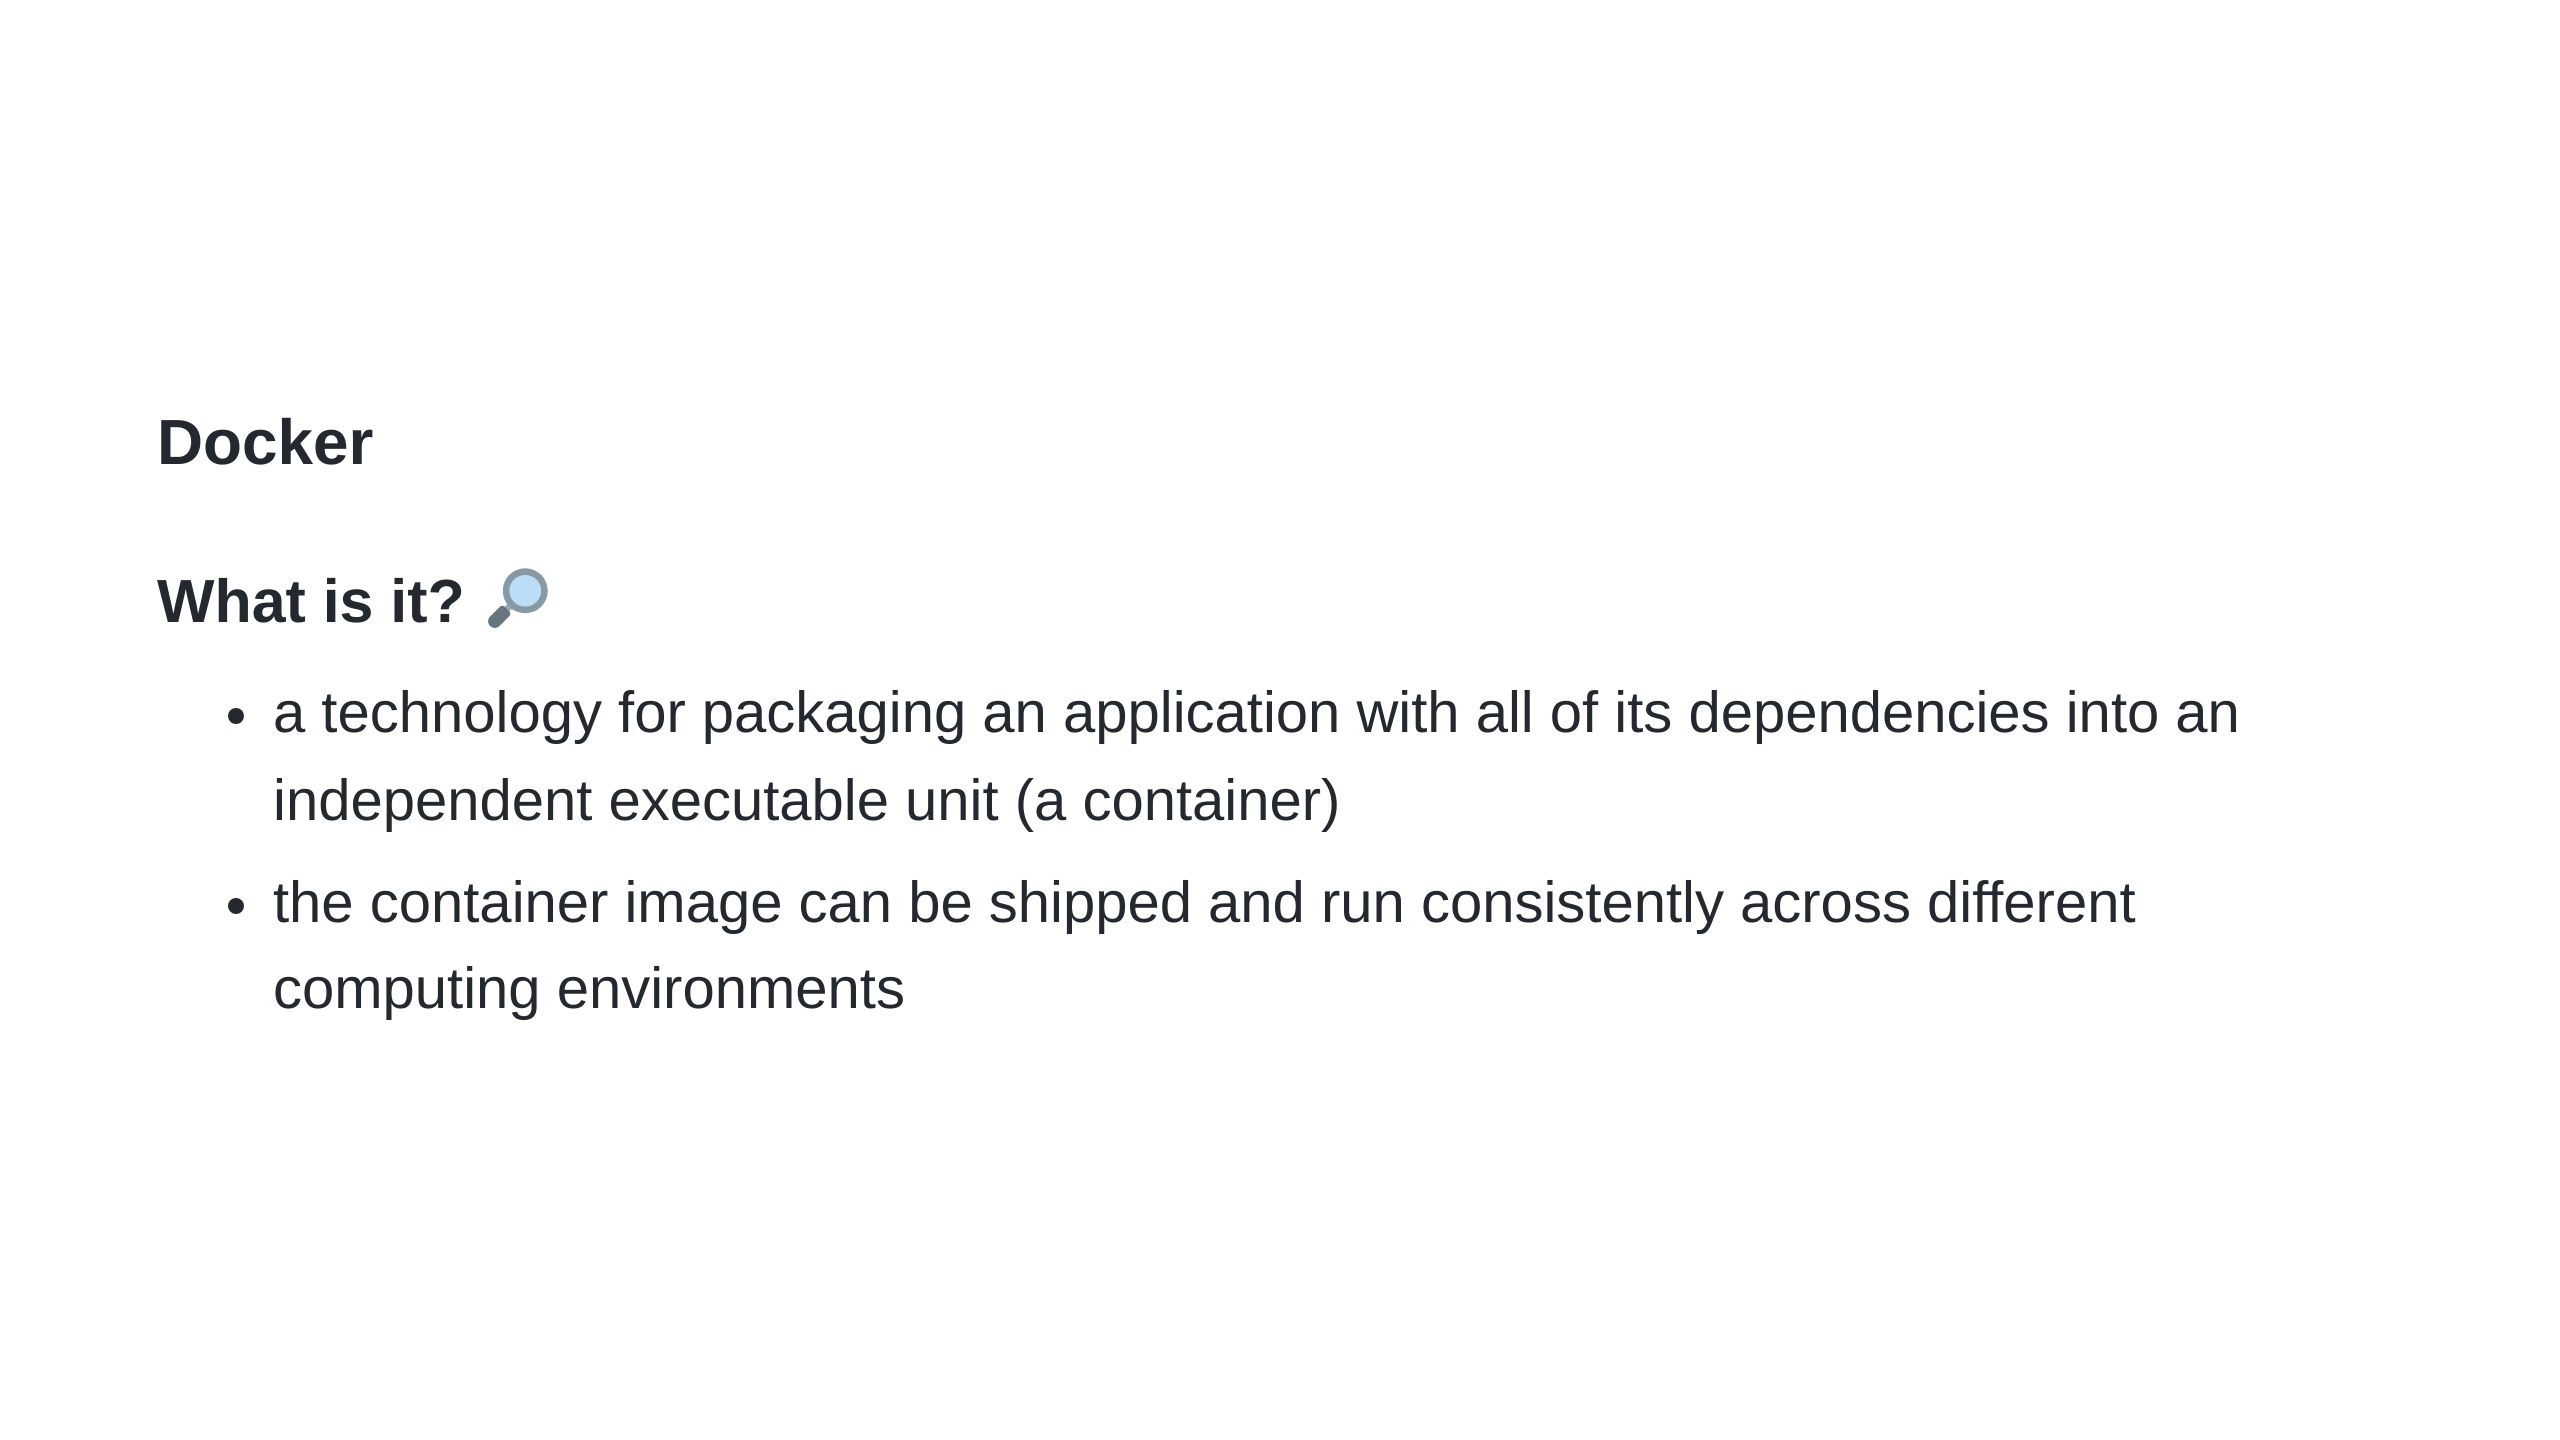 Docker
What is it? 🔎
• a technology for packaging an application with all of its dependencies into an
independent executable unit (a container)
• the container image can be shipped and run consistently across different
computing environments